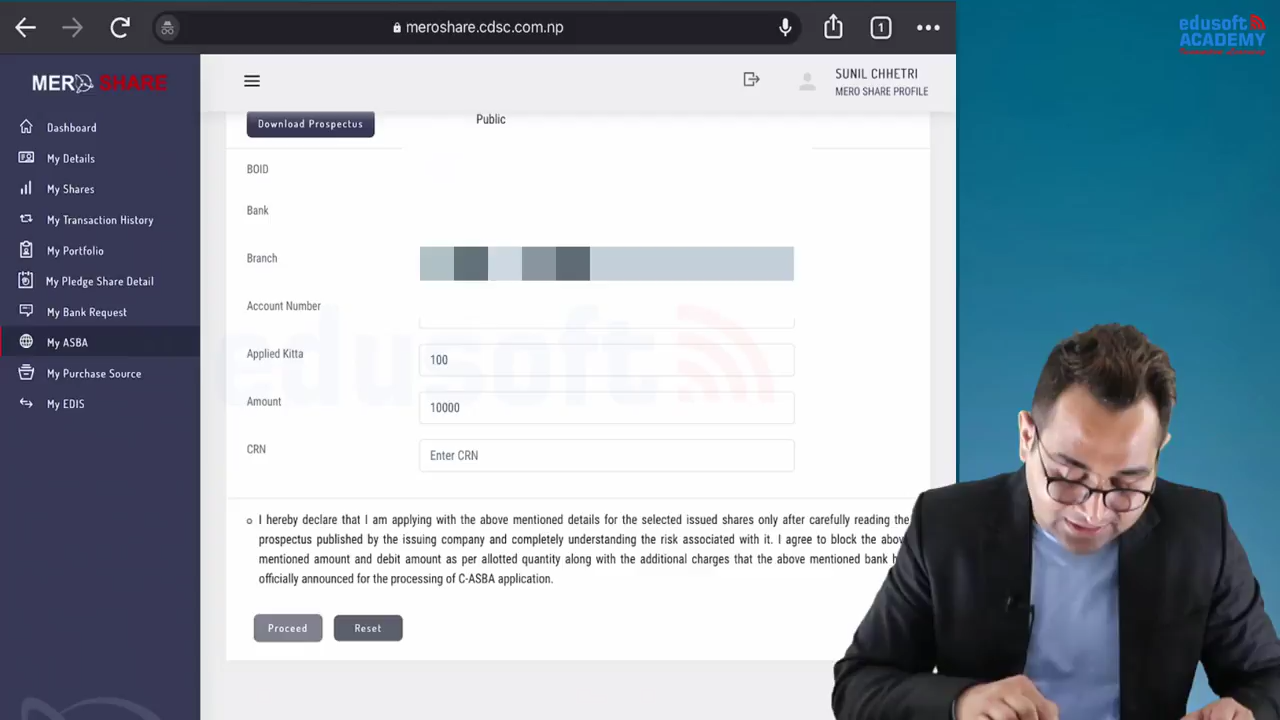 meroshare.cdsc.com.np
1
edusoft
ACADEMY
MERO SHARE
SUNIL CHHETRI
MERO SHARE PROFILE
Dashboard
My Details
My Shares
My Transaction History
My Portfolio
My Pledge Share Detail
My Bank Request
My ASBA
My Purchase Source
My EDIS
Download Prospectus
Public
BOID
Bank
Branch
Account Number
Applied Kitta
100
Amount
10000
CRN
Enter CRN
edusoft
I hereby declare that I am applying with the above mentioned details for the selected issued shares only after carefully reading the
prospectus published by the issuing company and completely understanding the risk associated with it. I agree to block the abov
mentioned amount and debit amount as per allotted quantity along with the additional charges that the above mentioned bank h
officially announced for the processing of C-ASBA application.
Proceed
Reset